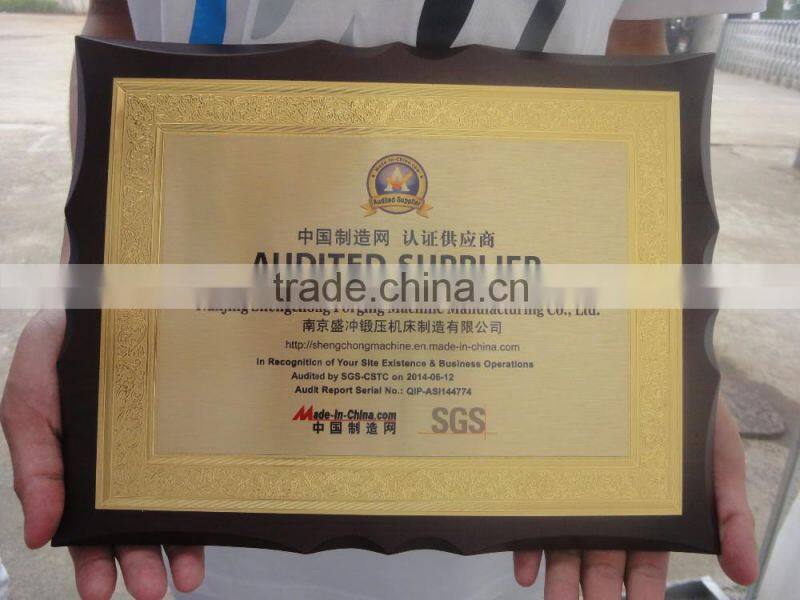 Made-in-China.com
Audited Supplier
中国制造网 认证供应商
AUDITED SUPPLIER
trade.china.cn
Nanjing Shengchong Forging Machine Manufacturing Co., Ltd.
南京盛冲锻压机床制造有限公司
http://shengchongmachine.en.made-in-china.com
In Recognition of Your Site Existence & Business Operations
Audited by SGS-CSTC on 2014-06-12
Audit Report Serial No.: QIP-ASI144774
Made-in-China.com
中国制造网
SGS